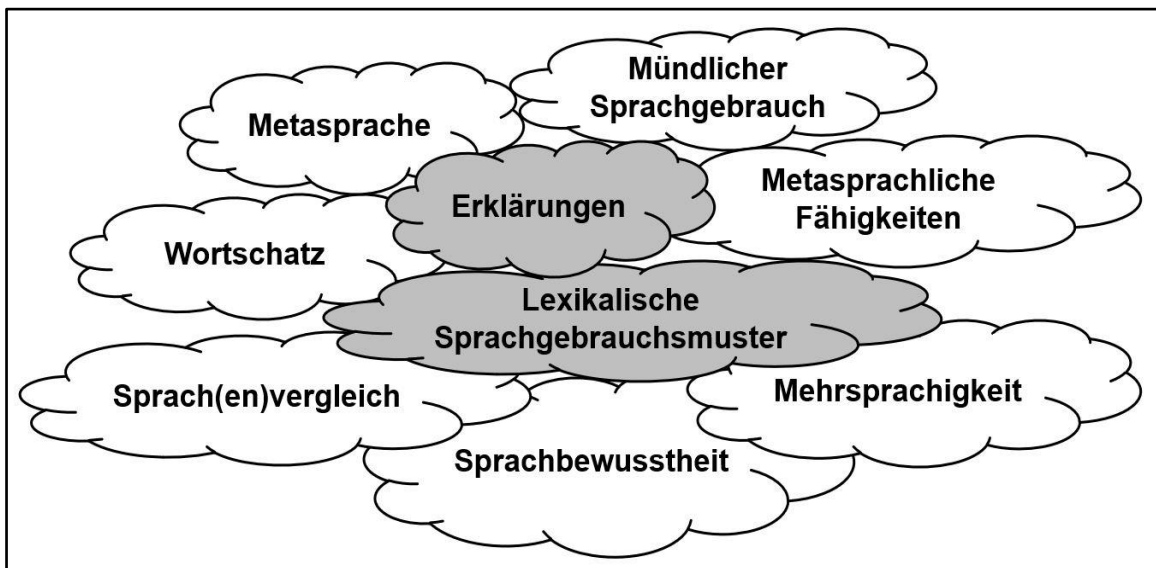 Mündlicher
Sprachgebrauch
Metasprache
Metasprachliche
Fähigkeiten
Erklärungen
Wortschatz
Lexikalische
Sprachgebrauchsmuster
Sprach(en)vergleich
Mehrsprachigkeit
Sprachbewusstheit